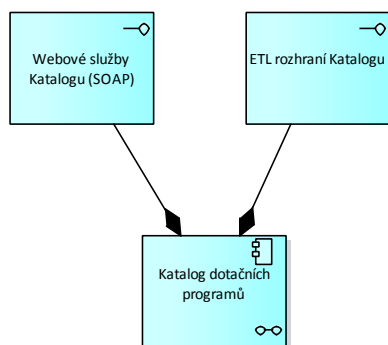 Webové služby
Katalogu (SOAP)
ETL rozhraní Katalogu
Katalog dotačních
programů